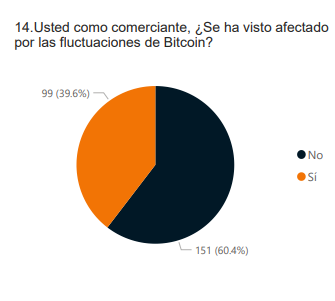 14.Usted como comerciante, ¿Se ha visto afectado
por las fluctuaciones de Bitcoin?
99 (39.6%)
No
Sí
151 (60.4%)